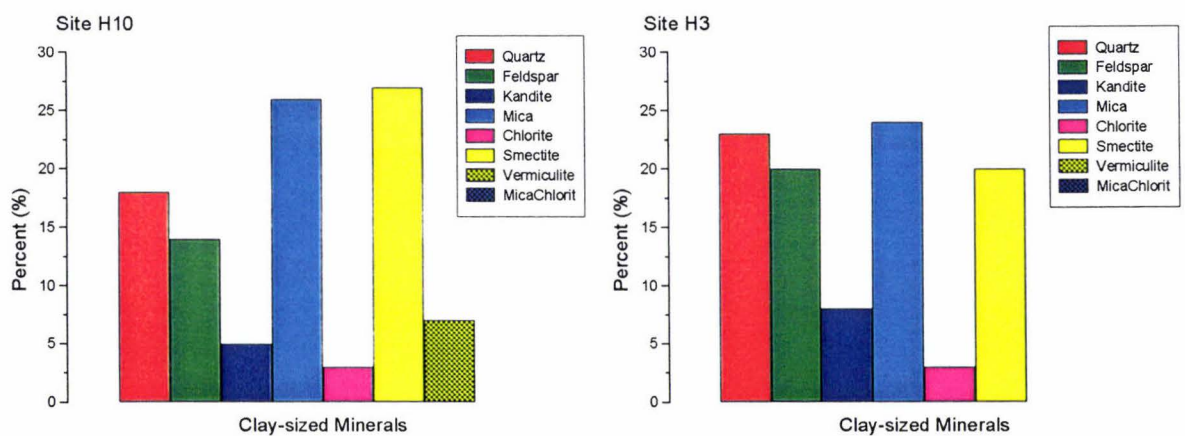 Site H10
30
25
20
15
10
5
0
Percent (%)
Clay-sized Minerals
Quartz
Feldspar
Kandite
Mica
Chlorite
Smectite
Vermiculite
MicaChlorit
Site H3
30
25
20
15
10
5
0
Percent (%)
Clay-sized Minerals
Quartz
Feldspar
Kandite
Mica
Chlorite
Smectite
Vermiculite
MicaChlorit